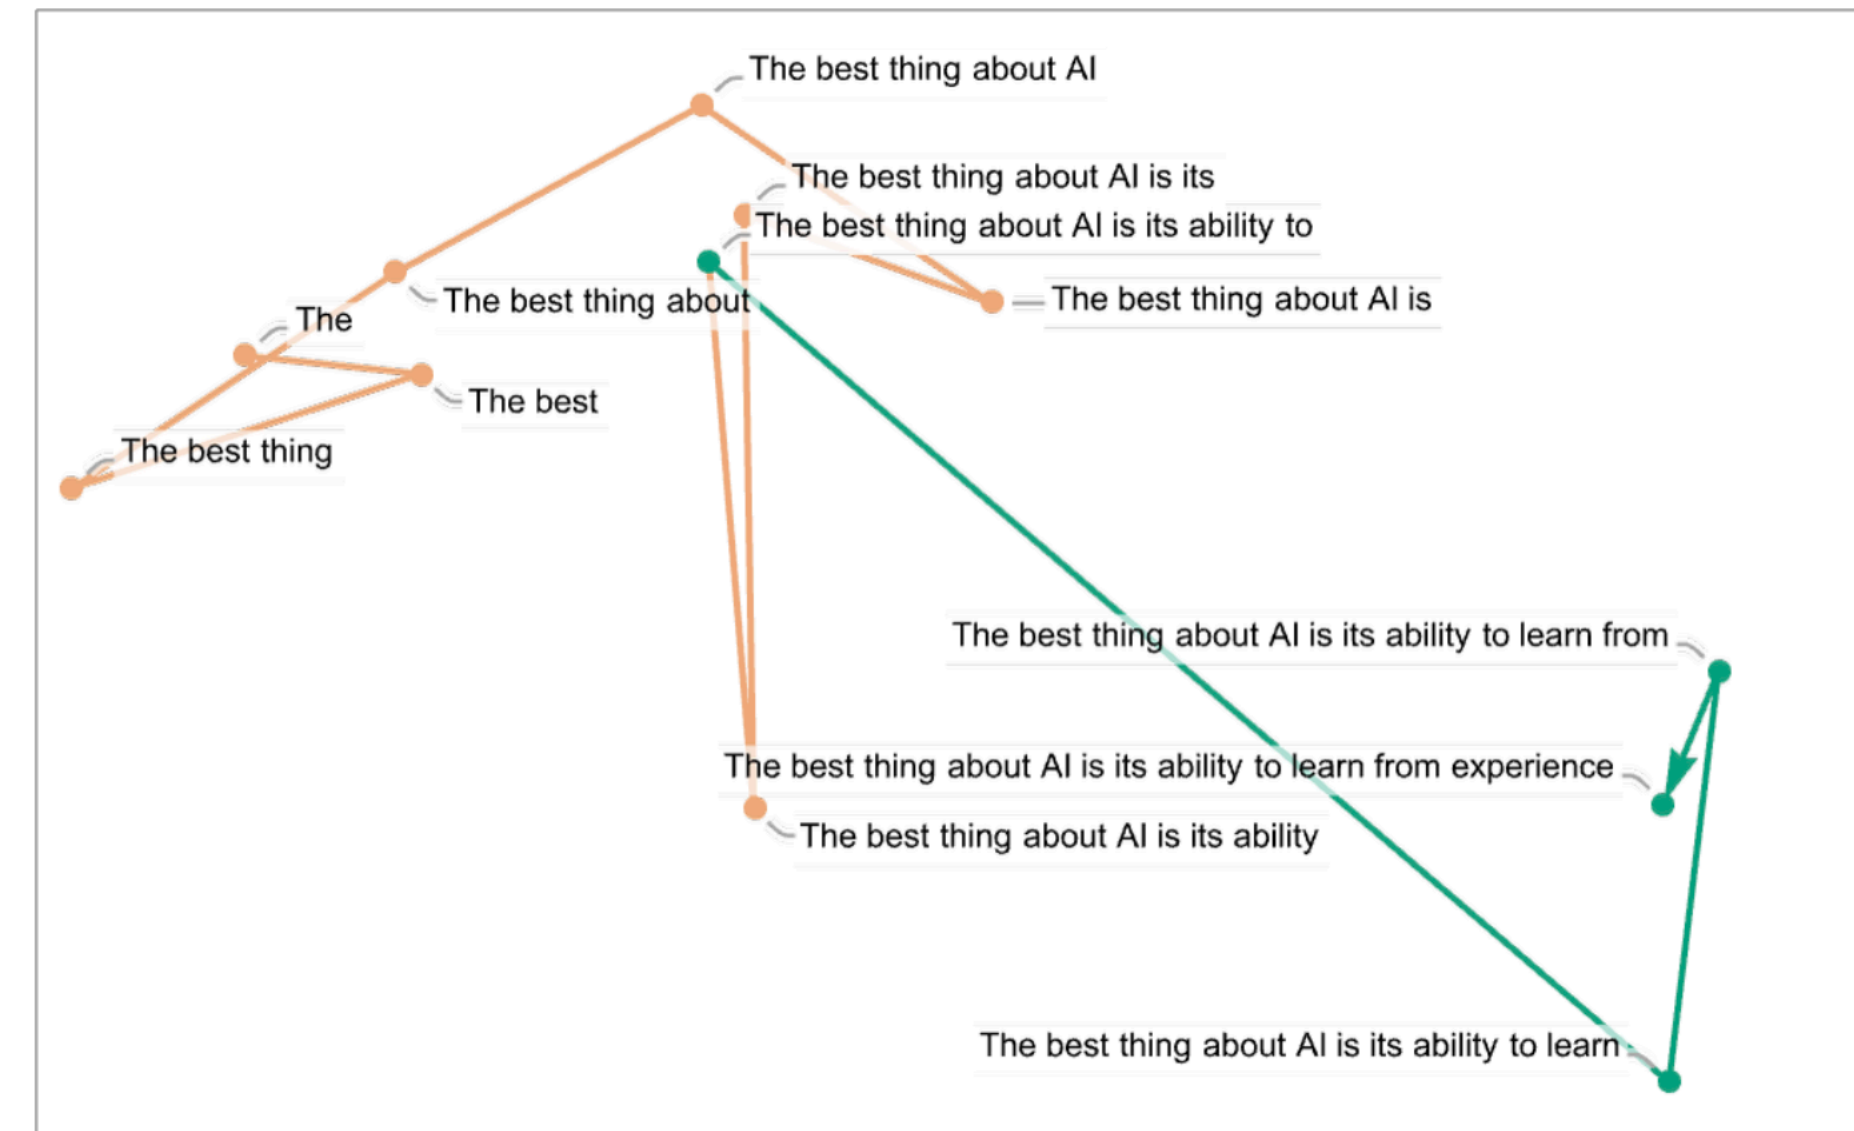 The best thing about AI
The best thing about AI is its
The best thing about AI is its ability to
The best thing about AI is
The best thing about
The
The best
The best thing
The best thing about AI is its ability to learn from
The best thing about AI is its ability to learn from experience
The best thing about AI is its ability
The best thing about AI is its ability to learn